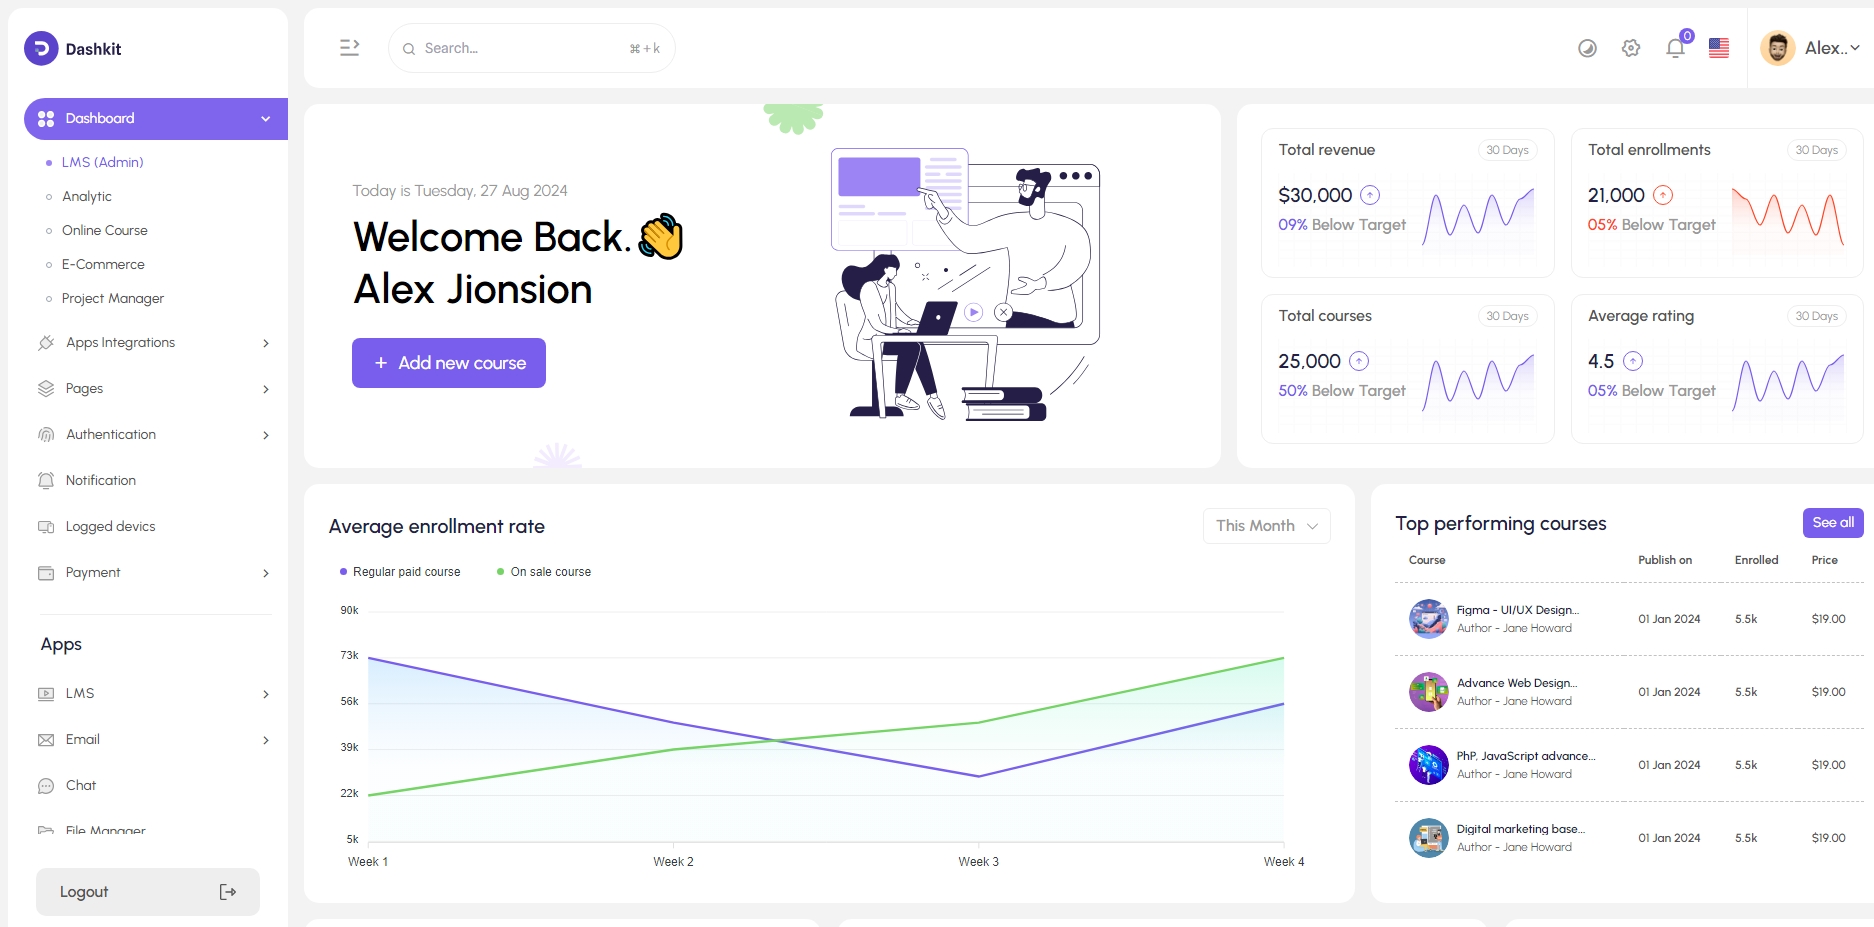 Dashkit
Dashboard
LMS (Admin)
Analytic
Online Course
E-Commerce
Project Manager
Apps Integrations
Pages
Authentication
Notification
Logged devics
Payment
Apps
LMS
Email
Chat
File Manager
Logout
Search...
⌘+k
0
Alex..
Today is Tuesday, 27 Aug 2024
Welcome Back.👋
Alex Jionsion
+ Add new course
Total revenue
30 Days
$30,000
09% Below Target
Total enrollments
30 Days
21,000
05% Below Target
Total courses
30 Days
25,000
50% Below Target
Average rating
30 Days
4.5
05% Below Target
Average enrollment rate
This Month
Regular paid course
On sale course
90k
73k
56k
39k
22k
5k
Week 1
Week 2
Week 3
Week 4
Top performing courses
See all
Course Publish on Enrolled Price
Figma - UI/UX Design...
Author - Jane Howard
01 Jan 2024 5.5k $19.00
Advance Web Design...
Author - Jane Howard
01 Jan 2024 5.5k $19.00
PhP, JavaScript advance...
Author - Jane Howard
01 Jan 2024 5.5k $19.00
Digital marketing base...
Author - Jane Howard
01 Jan 2024 5.5k $19.00